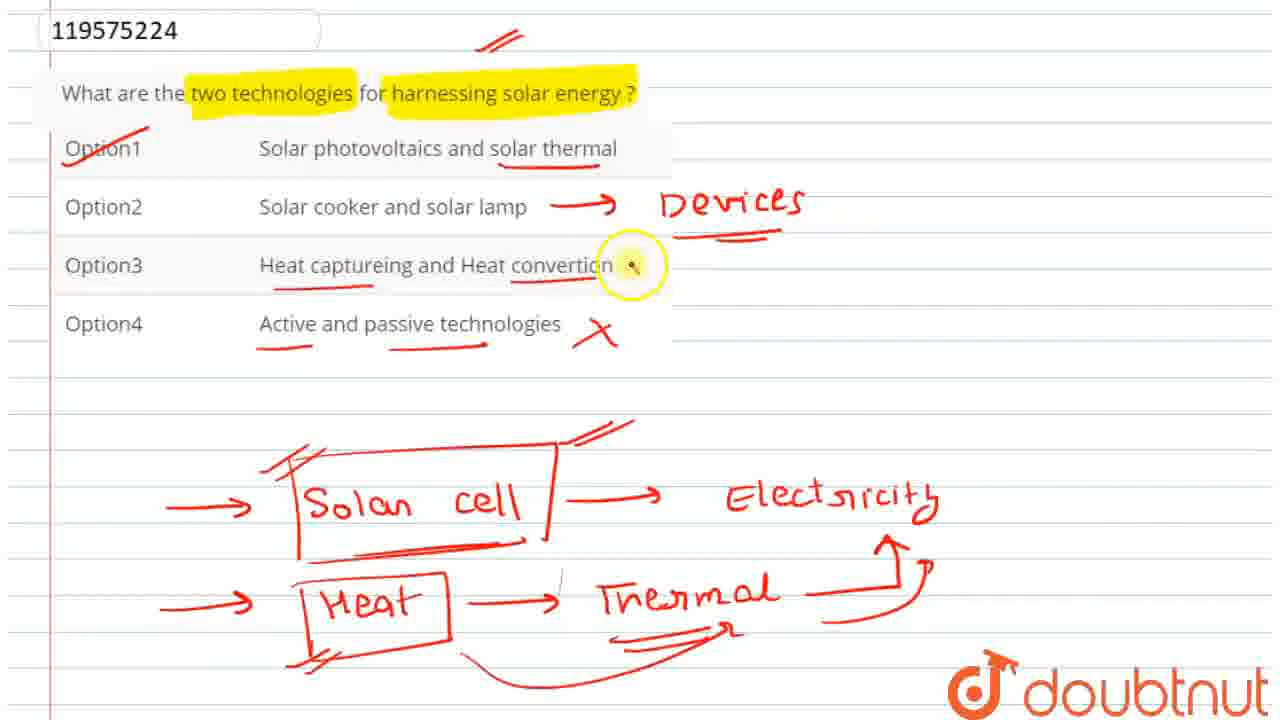 119575224
What are the two technologies for harnessing solar energy ?
Option1 Solar photovoltaics and solar thermal
Option2 Solar cooker and solar lamp → Devices
Option3 Heat captureing and Heat convertion
Option4 Active and passive technologies X
→ Solar cell → Electricity
→ Heat → Thermal
doubtnut